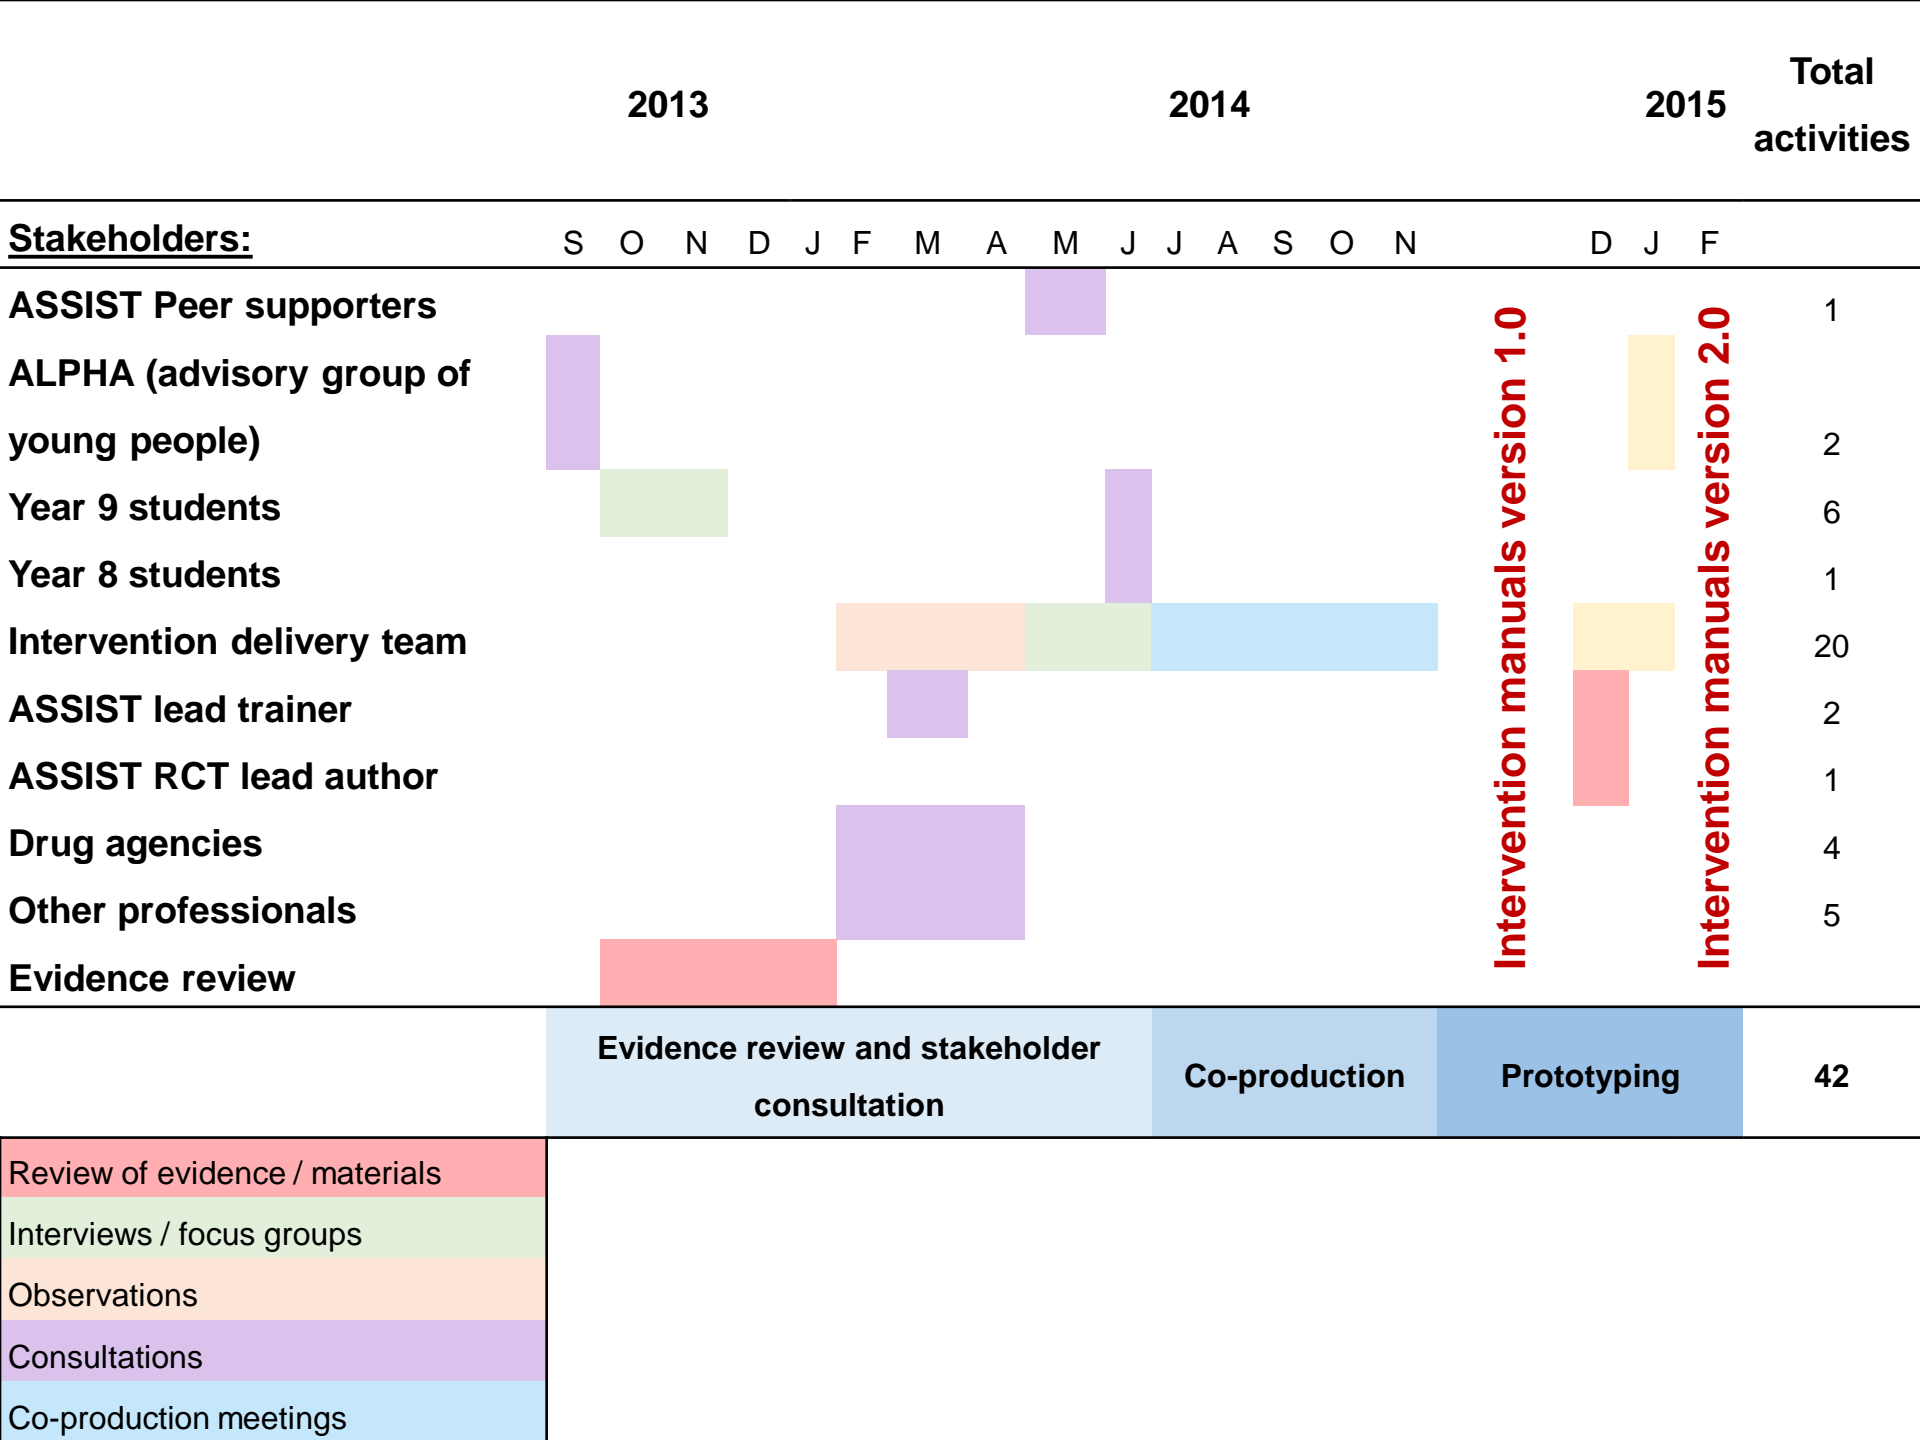 2013 2014 2015 Total
activities
Stakeholders: S O N D J F M A M J J A S O N D J F
ASSIST Peer supporters 1
ALPHA (advisory group of
young people) 2
Year 9 students 6
Year 8 students 1
Intervention delivery team 20
ASSIST lead trainer 2
ASSIST RCT lead author 1
Drug agencies 4
Other professionals 5
Evidence review
Intervention manuals version 1.0
Intervention manuals version 2.0
Evidence review and stakeholder
consultation
Co-production
Prototyping
42
Review of evidence / materials
Interviews / focus groups
Observations
Consultations
Co-production meetings